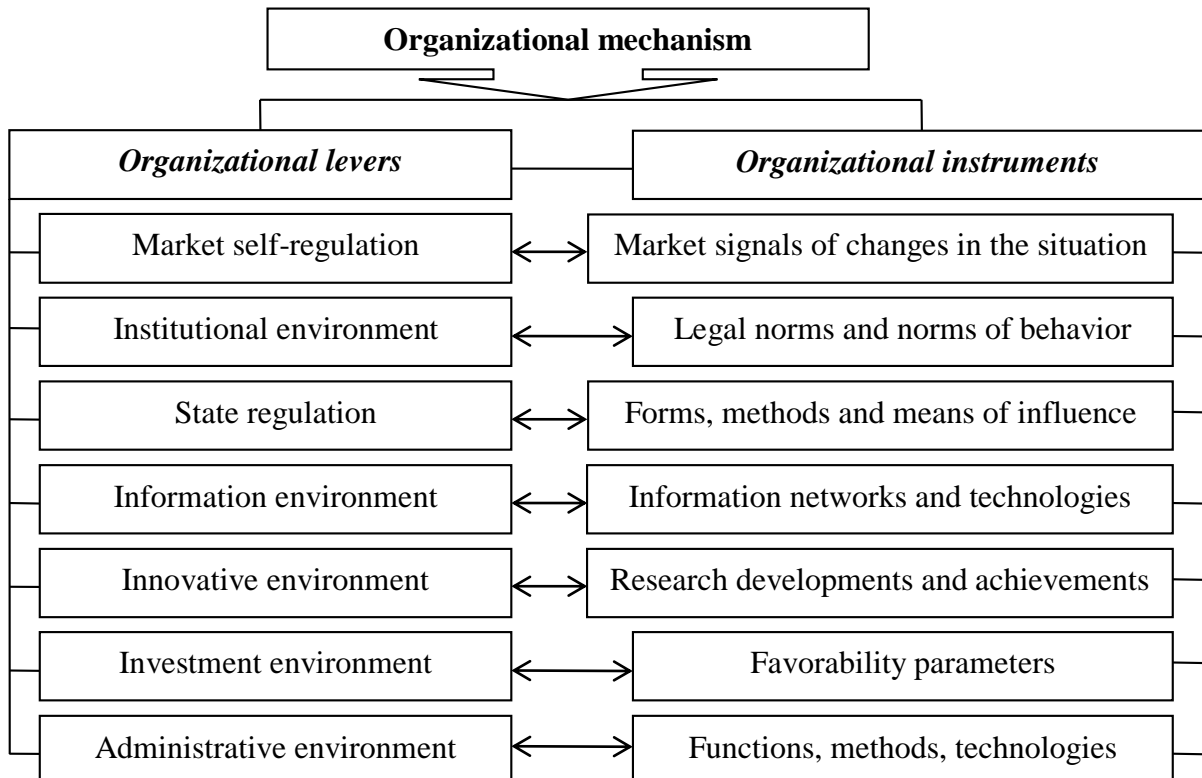 Organizational mechanism
Organizational levers
Organizational instruments
Market self-regulation
Market signals of changes in the situation
Institutional environment
Legal norms and norms of behavior
State regulation
Forms, methods and means of influence
Information environment
Information networks and technologies
Innovative environment
Research developments and achievements
Investment environment
Favorability parameters
Administrative environment
Functions, methods, technologies